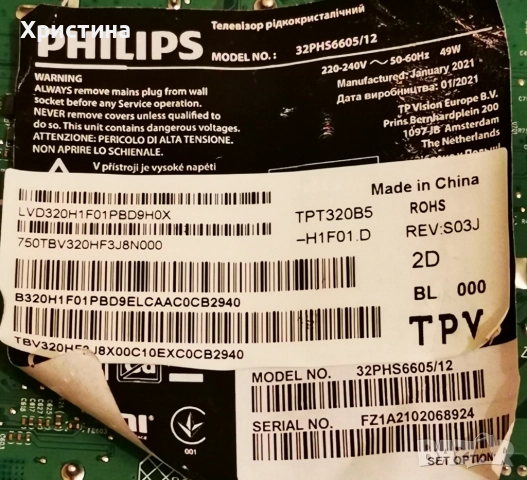 Христина
Телевізор рідкокристалічний
PHILIPS
MODEL NO.: 32PHS6605/12
220-240V ~ 50-60Hz 49W
Manufactured: January 2021
Дата виробництва: 01/2021
WARNING
ALWAYS remove mains plug from wall
socket before any Service operation.
NEVER remove covers unless qualified to
do so. This unit contains dangerous voltages.
ATTENZIONE: PERICOLO DI ALTA TENSIONE.
NON APRIRE LO SCHIENALE.
TP Vision Europe B.V.
Prins Bernhardplein 200
1097 JB Amsterdam
The Netherlands
V přístroji je vysoké napětí
Made in China
LVD320H1F01PBD9H0X
TPT320B5
ROHS
750TBV320HF3J8N000
-H1F01.D
REV:S03J
2D
B320H1F01PBD9ELCAAC0CB2940
BL 000
TBV320HF3J8X00C10EXC0CB2940
TPV
MODEL NO.: 32PHS6605/12
SERIAL NO.: FZ1A2102068924
001
SET OPTION